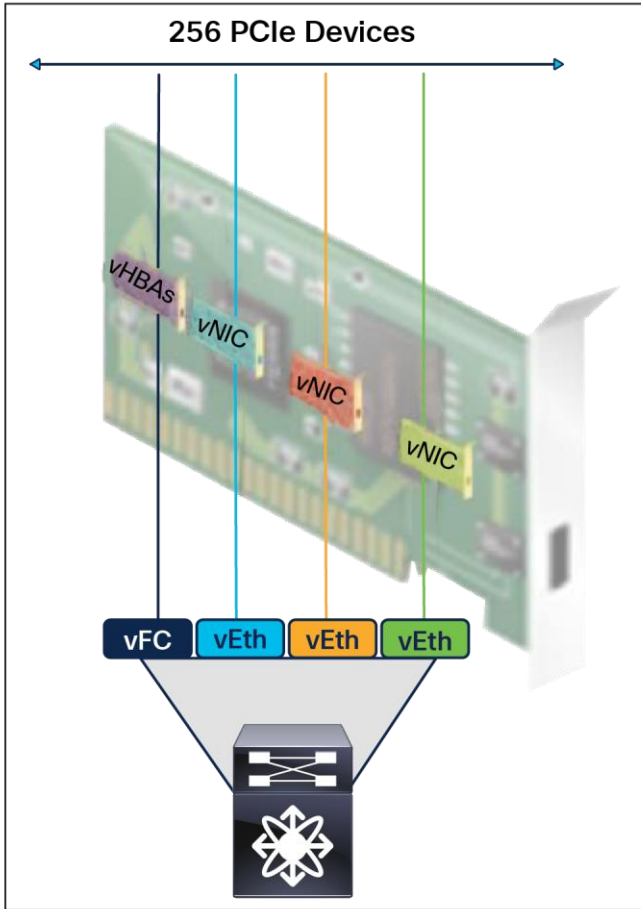 256 PCIe Devices
vHBAs
vNIC
vNIC
vNIC
vFC vEth vEth vEth